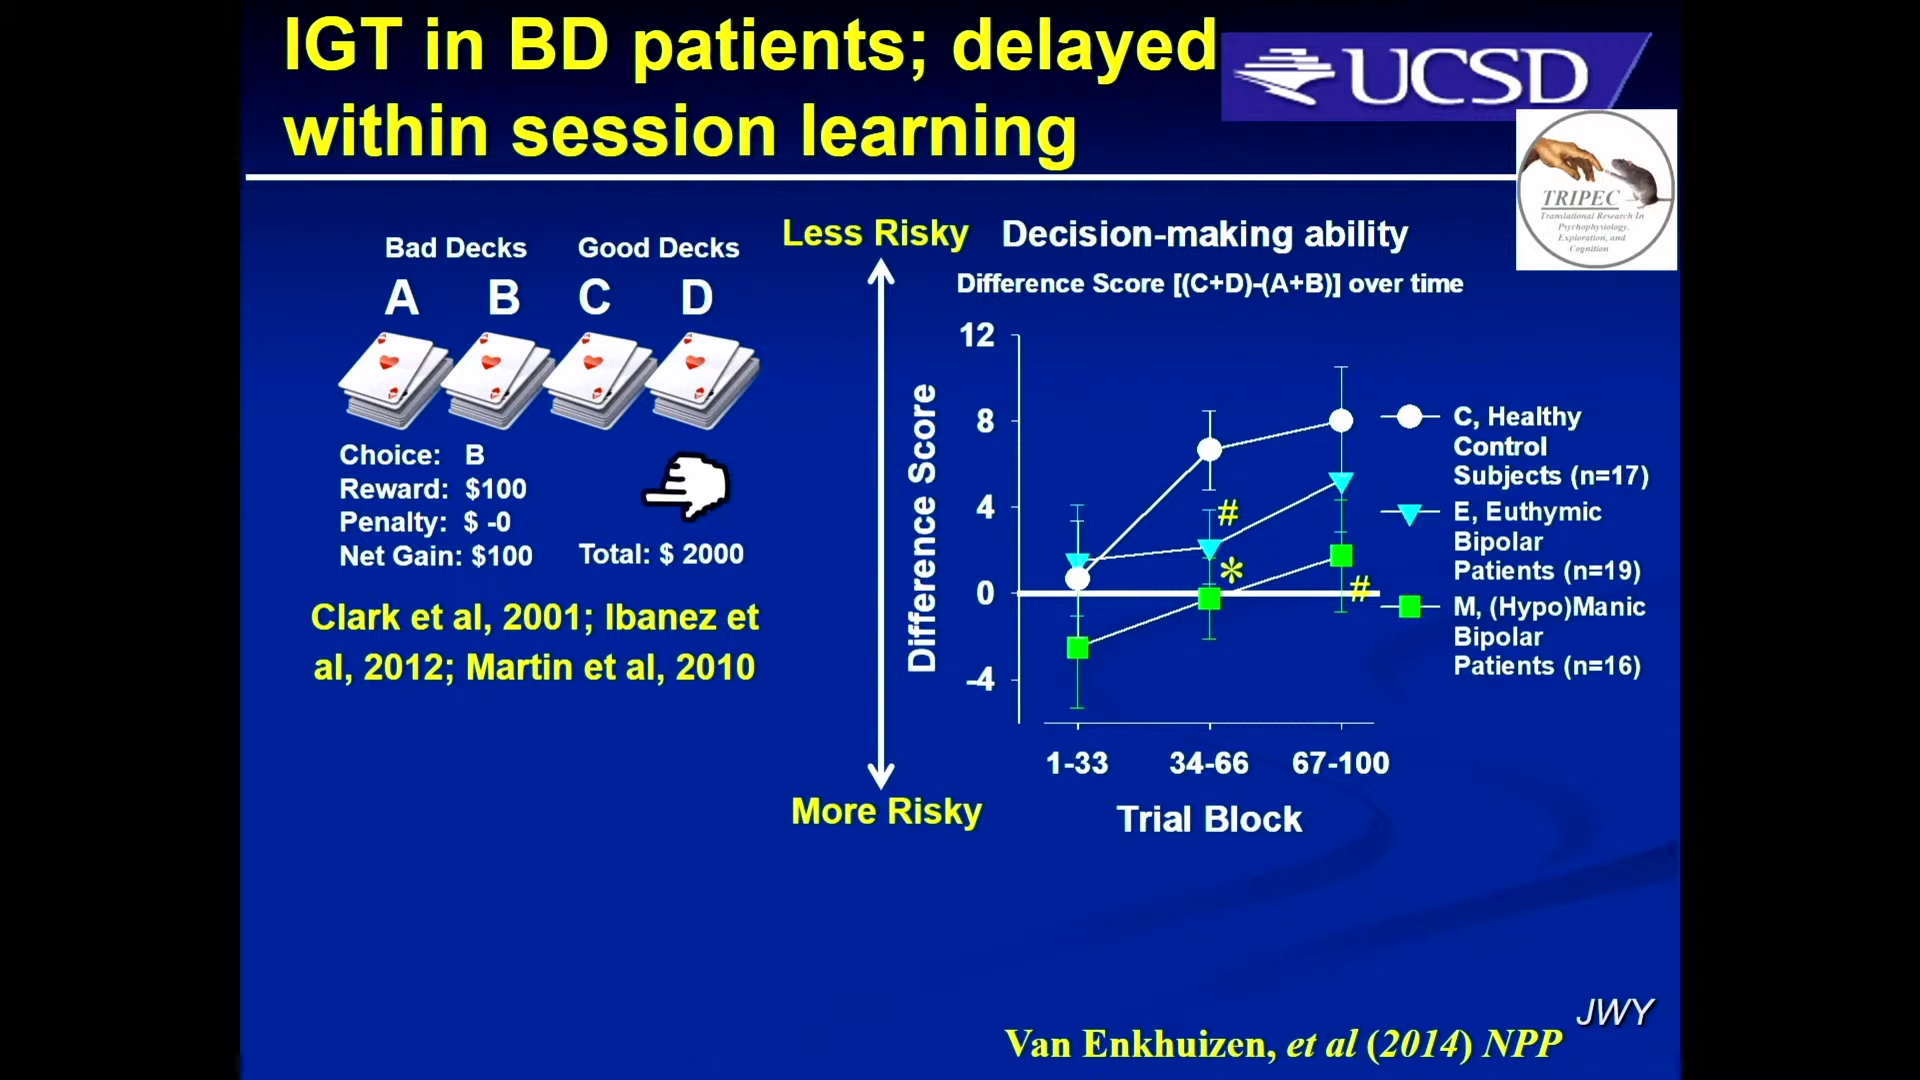 IGT in BD patients; delayed
within session learning
UCSD
TRIPEC
Translational Research In
Psychophysiology,
Exploration, and
Cognition
Bad Decks
Good Decks
A B C D
Choice: B
Reward: $100
Penalty: $ -0
Net Gain: $100
Total: $ 2000
Clark et al, 2001; Ibanez et
al, 2012; Martin et al, 2010
Less Risky
More Risky
Decision-making ability
Difference Score [(C+D)-(A+B)] over time
Difference Score
12
8
4
0
-4
#
*
#
1-33 34-66 67-100
Trial Block
C, Healthy
Control
Subjects (n=17)
E, Euthymic
Bipolar
Patients (n=19)
M, (Hypo)Manic
Bipolar
Patients (n=16)
JWY
Van Enkhuizen, et al (2014) NPP